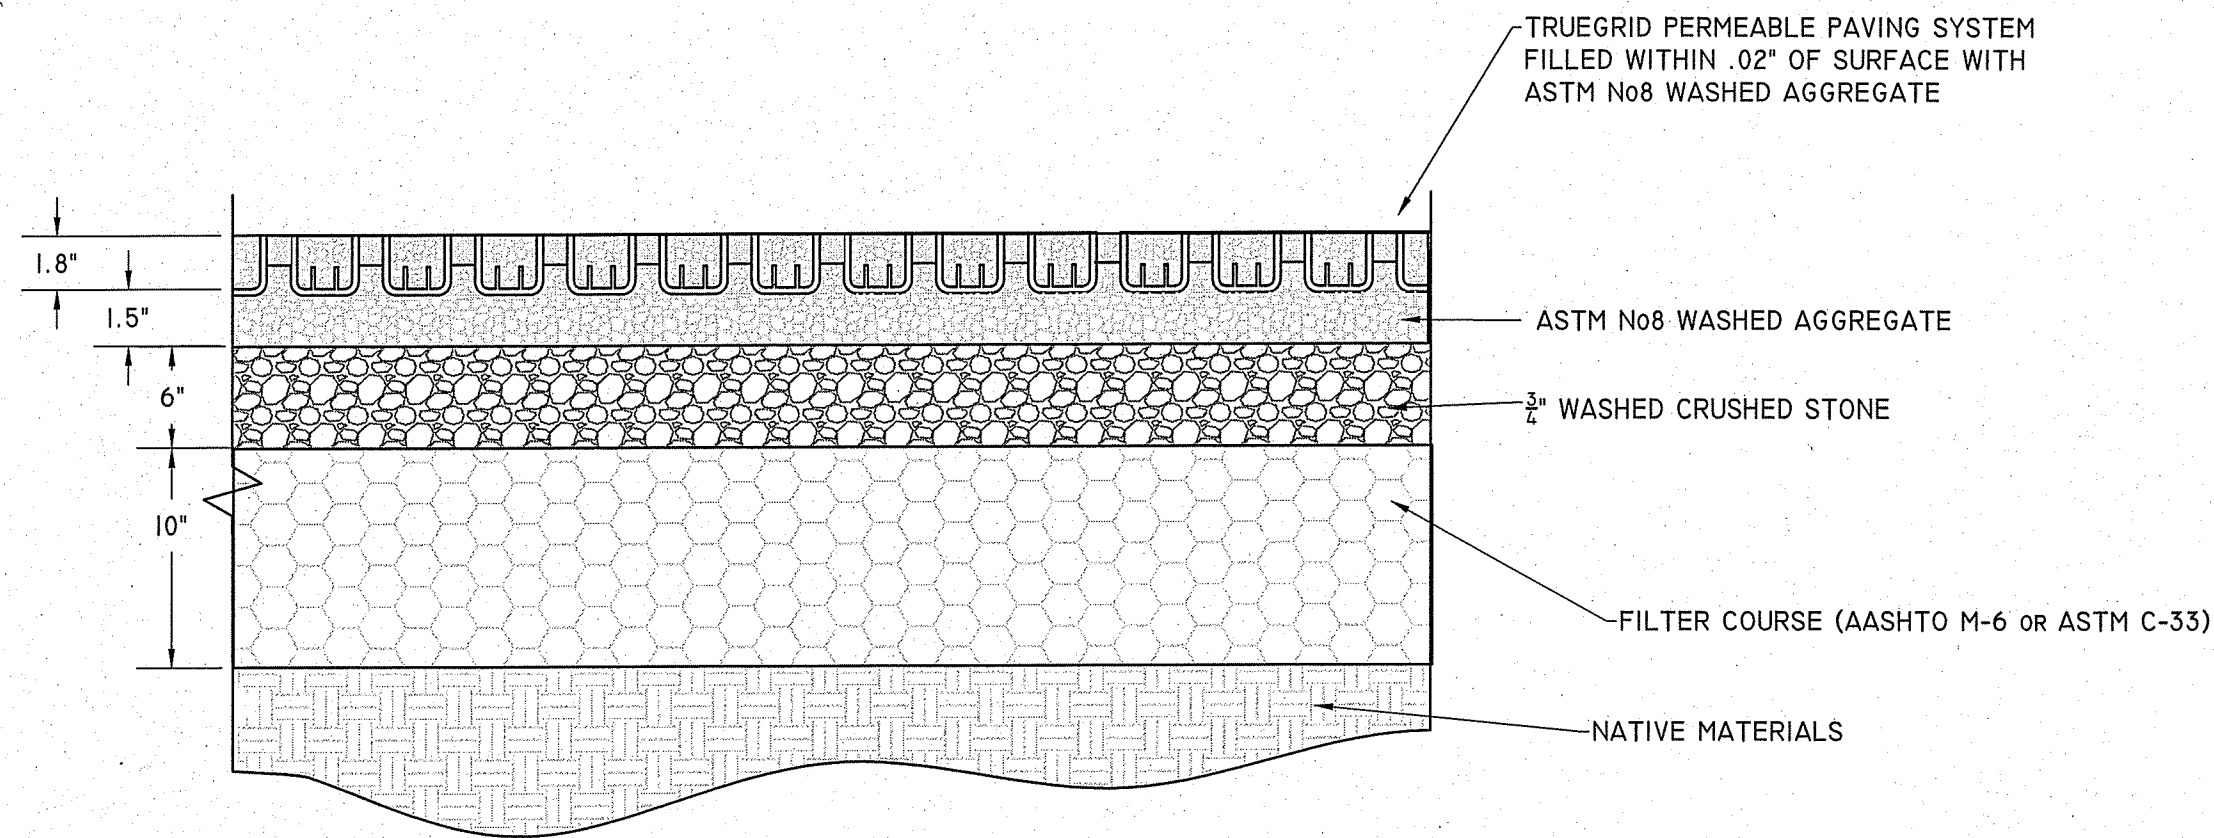 TRUEGRID PERMEABLE PAVING SYSTEM
FILLED WITHIN .02" OF SURFACE WITH
ASTM No8 WASHED AGGREGATE
1.8"
1.5"
ASTM No8 WASHED AGGREGATE
6"
3/4" WASHED CRUSHED STONE
10"
FILTER COURSE (AASHTO M-6 OR ASTM C-33)
NATIVE MATERIALS